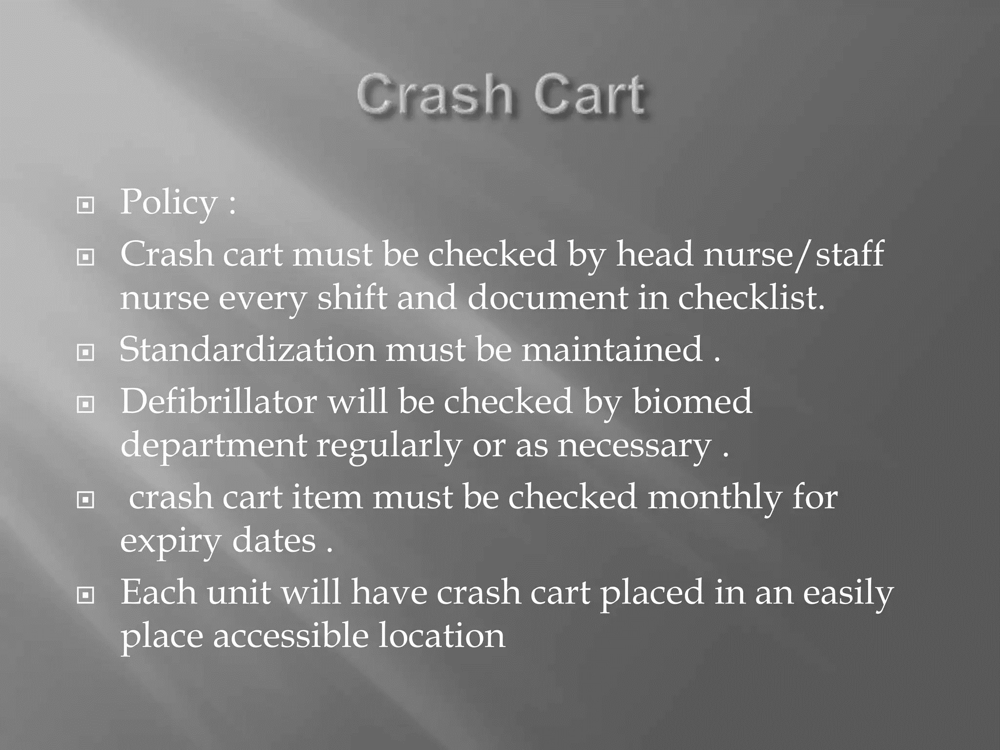 Crash Cart
Policy :
Crash cart must be checked by head nurse/staff
nurse every shift and document in checklist.
Standardization must be maintained .
Defibrillator will be checked by biomed
department regularly or as necessary .
crash cart item must be checked monthly for
expiry dates .
Each unit will have crash cart placed in an easily
place accessible location